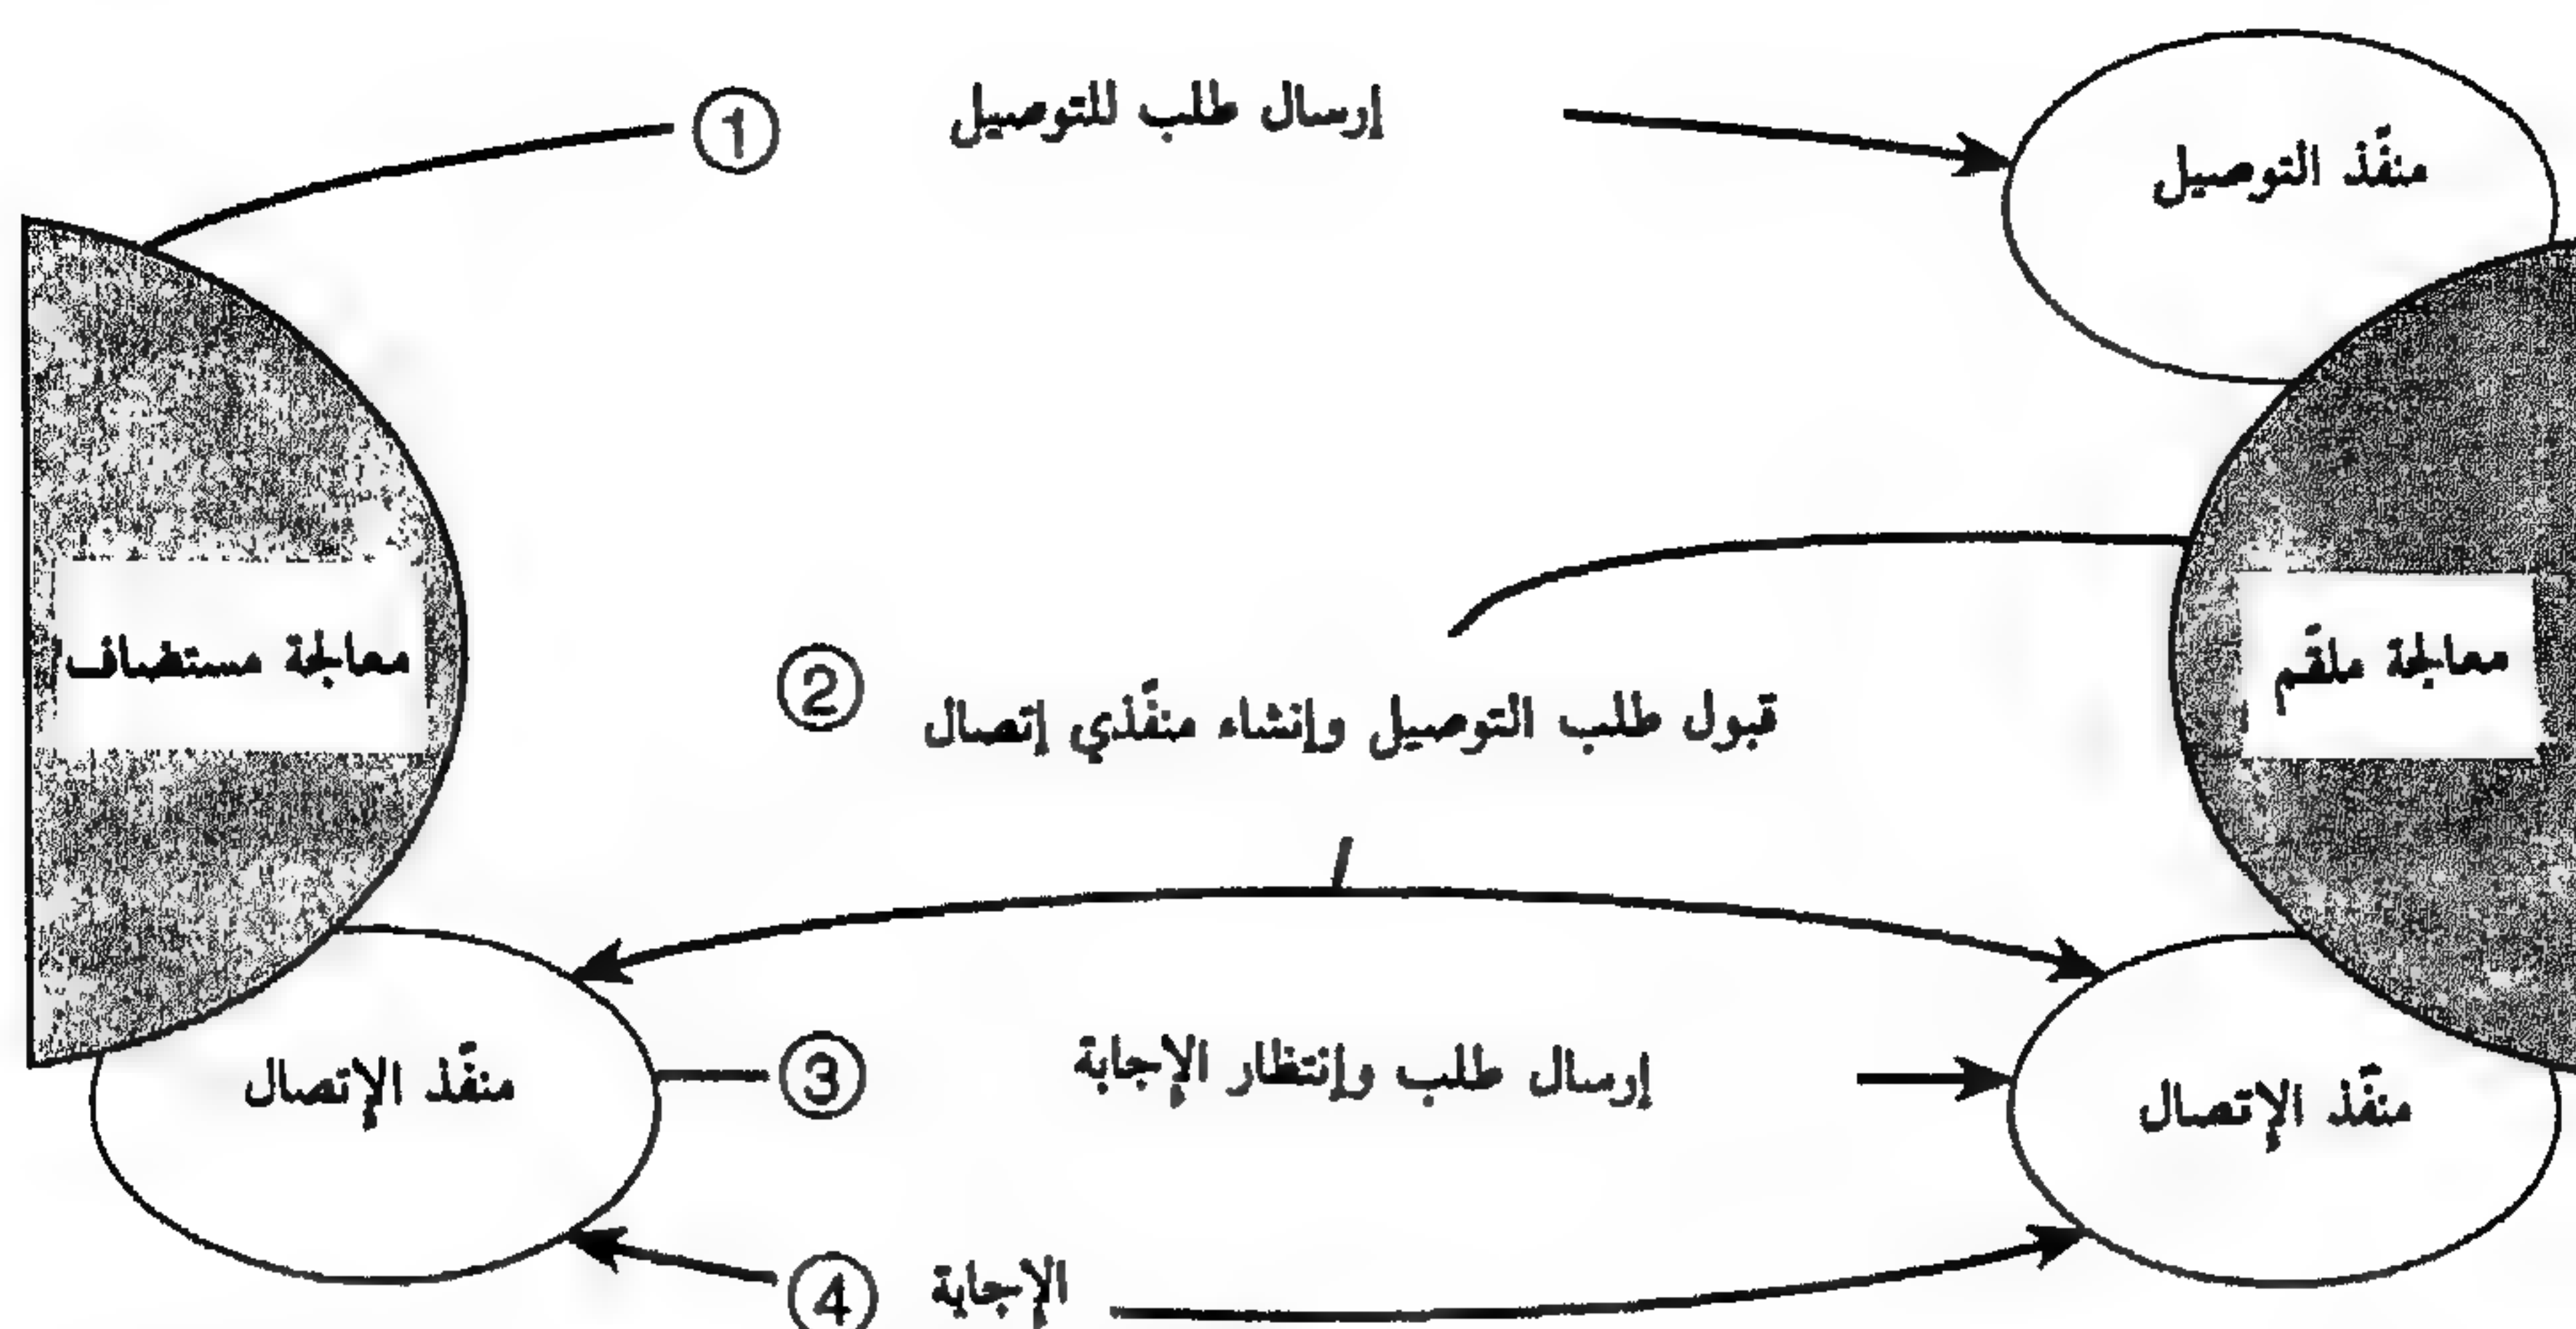 ① إرسال طلب للتوصيل
منفّذ التوصيل
معالجة مستضاف
معالجة ملقّم
② قبول طلب التوصيل وإنشاء منفّذي إتصال
منفّذ الإتصال
③ إرسال طلب وإنتظار الإجابة
منفّذ الإتصال
④ الإجابة